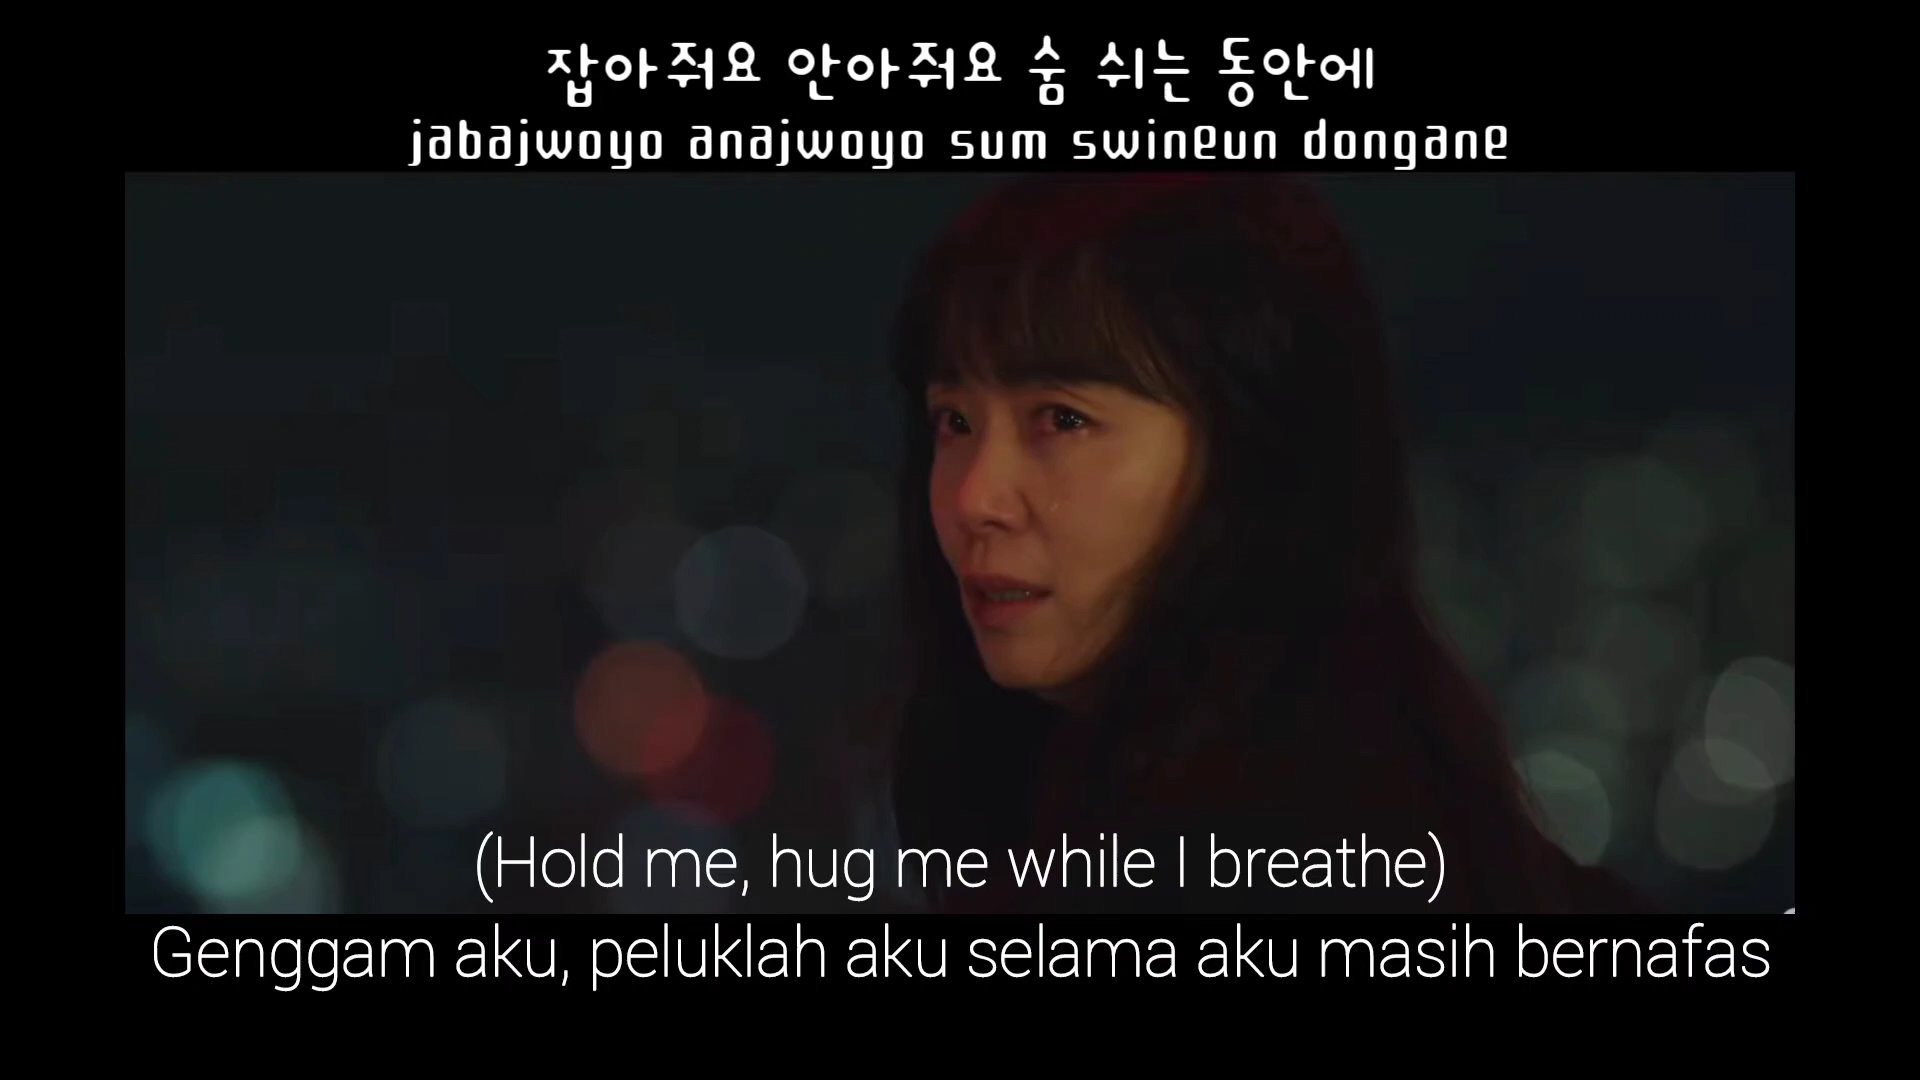 잡아줘요 안아줘요 숨 쉬는 동안에
jabajwoyo anajwoyo sum swineun dongane
(Hold me, hug me while I breathe)
Genggam aku, peluklah aku selama aku masih bernafas